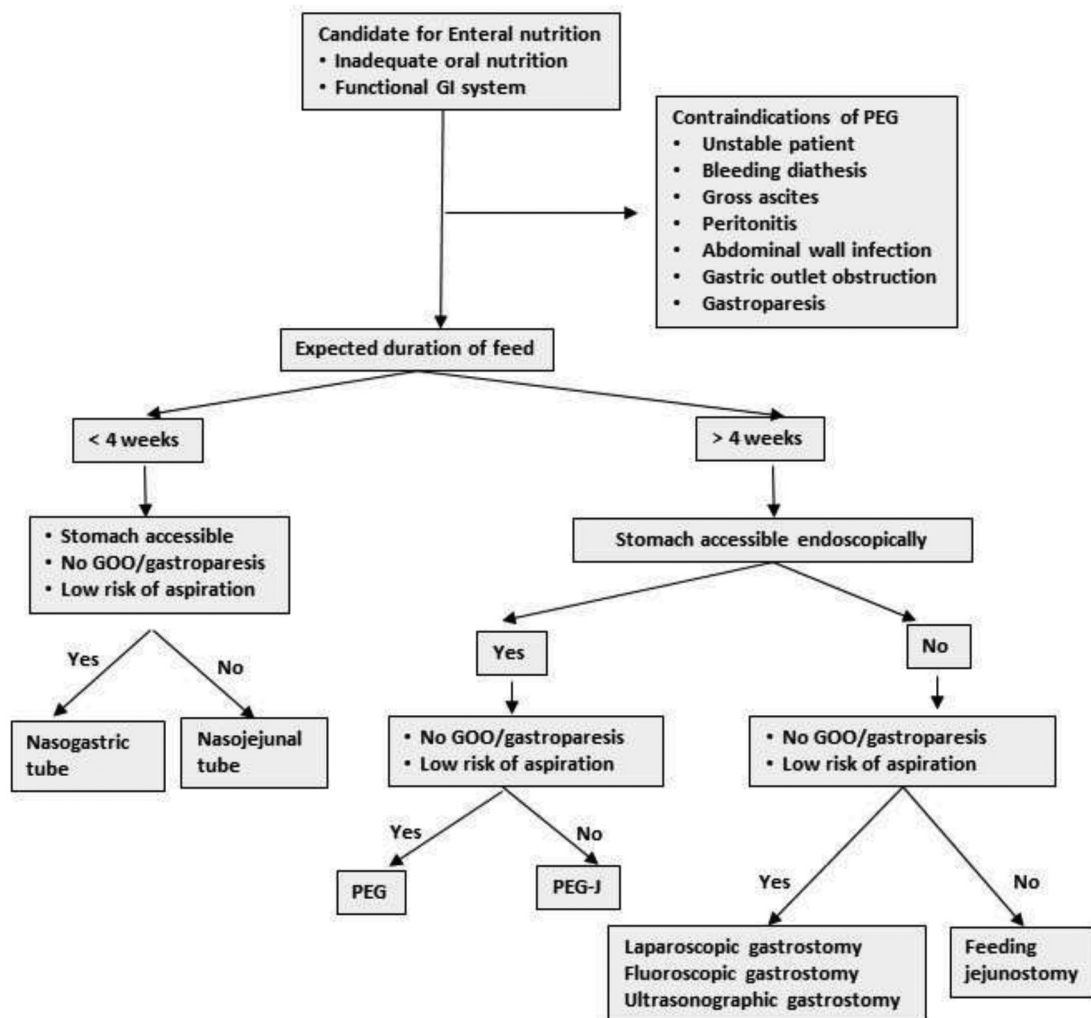 Candidate for Enteral nutrition
• Inadequate oral nutrition
• Functional GI system
Contraindications of PEG
• Unstable patient
• Bleeding diathesis
• Gross ascites
• Peritonitis
• Abdominal wall infection
• Gastric outlet obstruction
• Gastroparesis
Expected duration of feed
< 4 weeks
> 4 weeks
• Stomach accessible
• No GOO/gastroparesis
• Low risk of aspiration
Stomach accessible endoscopically
Yes
No
Nasogastric
tube
Nasojejunal
tube
Yes
No
• No GOO/gastroparesis
• Low risk of aspiration
• No GOO/gastroparesis
• Low risk of aspiration
Yes
No
PEG
PEG-J
Yes
No
Laparoscopic gastrostomy
Fluoroscopic gastrostomy
Ultrasonographic gastrostomy
Feeding
jejunostomy